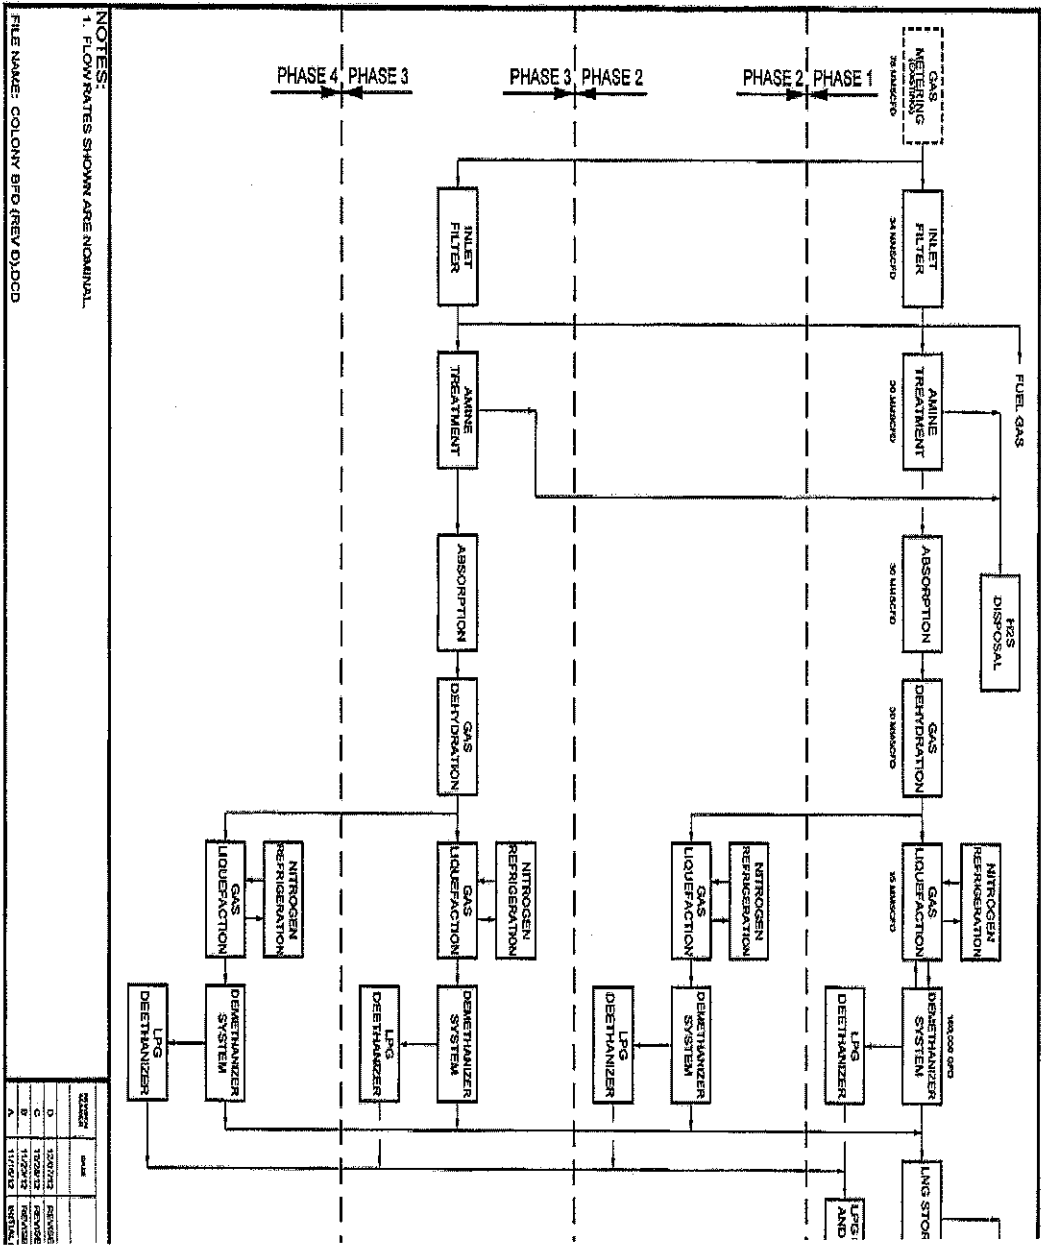 GAS
METERING
(EXISTING)
PHASE 1
PHASE 2
PHASE 2
PHASE 3
PHASE 3
PHASE 4
INLET
FILTER
FUEL GAS
AMINE
TREATMENT
ABSORPTION
H2S
DISPOSAL
GAS
DEHYDRATION
NITROGEN
REFRIGERATION
GAS
LIQUEFACTION
DEMETHANIZER
SYSTEM
LPG
DEETHANIZER
LNG STOR
LPG
AND
NITROGEN
REFRIGERATION
GAS
LIQUEFACTION
DEMETHANIZER
SYSTEM
LPG
DEETHANIZER
INLET
FILTER
AMINE
TREATMENT
ABSORPTION
GAS
DEHYDRATION
NITROGEN
REFRIGERATION
GAS
LIQUEFACTION
DEMETHANIZER
SYSTEM
LPG
DEETHANIZER
NITROGEN
REFRIGERATION
GAS
LIQUEFACTION
DEMETHANIZER
SYSTEM
LPG
DEETHANIZER
NOTES:
1. FLOWRATES SHOWN ARE NOMINAL.
FILE NAME: COLONY BFD (REV D).DCD
DATE
D
C
B
A